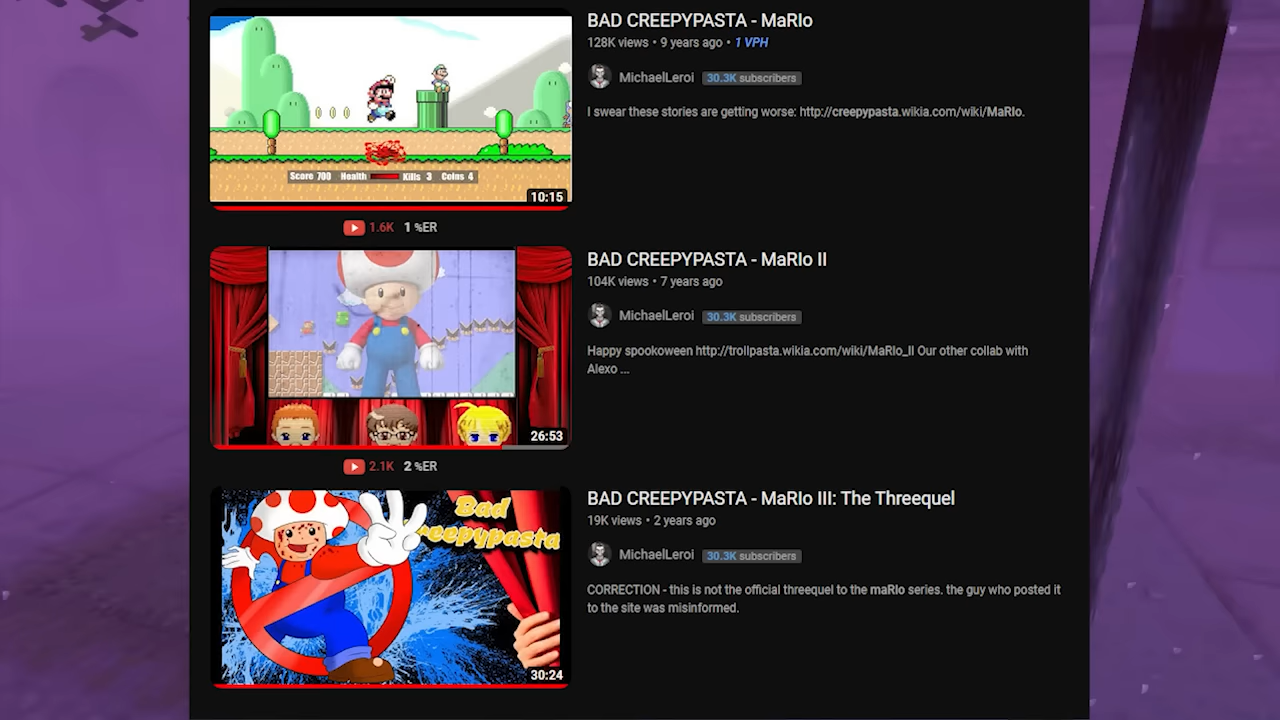 BAD CREEPYPASTA - MaRIo
128K views • 9 years ago • 1 VPH
MichaelLeroi 30.3K subscribers
I swear these stories are getting worse: http://creepypasta.wikia.com/wiki/MaRIo.
Score 700 Health Kills 3 Coins 4
10:15
1.6K 1 %ER
BAD CREEPYPASTA - MaRIo II
104K views • 7 years ago
MichaelLeroi 30.3K subscribers
Happy spookoween http://trollpasta.wikia.com/wiki/MaRIo_II Our other collab with
Alexo ...
26:53
2.1K 2 %ER
BAD CREEPYPASTA - MaRIo III: The Threequel
19K views • 2 years ago
MichaelLeroi 30.3K subscribers
CORRECTION - this is not the official threequel to the maRIo series. the guy who posted it
to the site was misinformed.
Bad
reepypasta
30:24